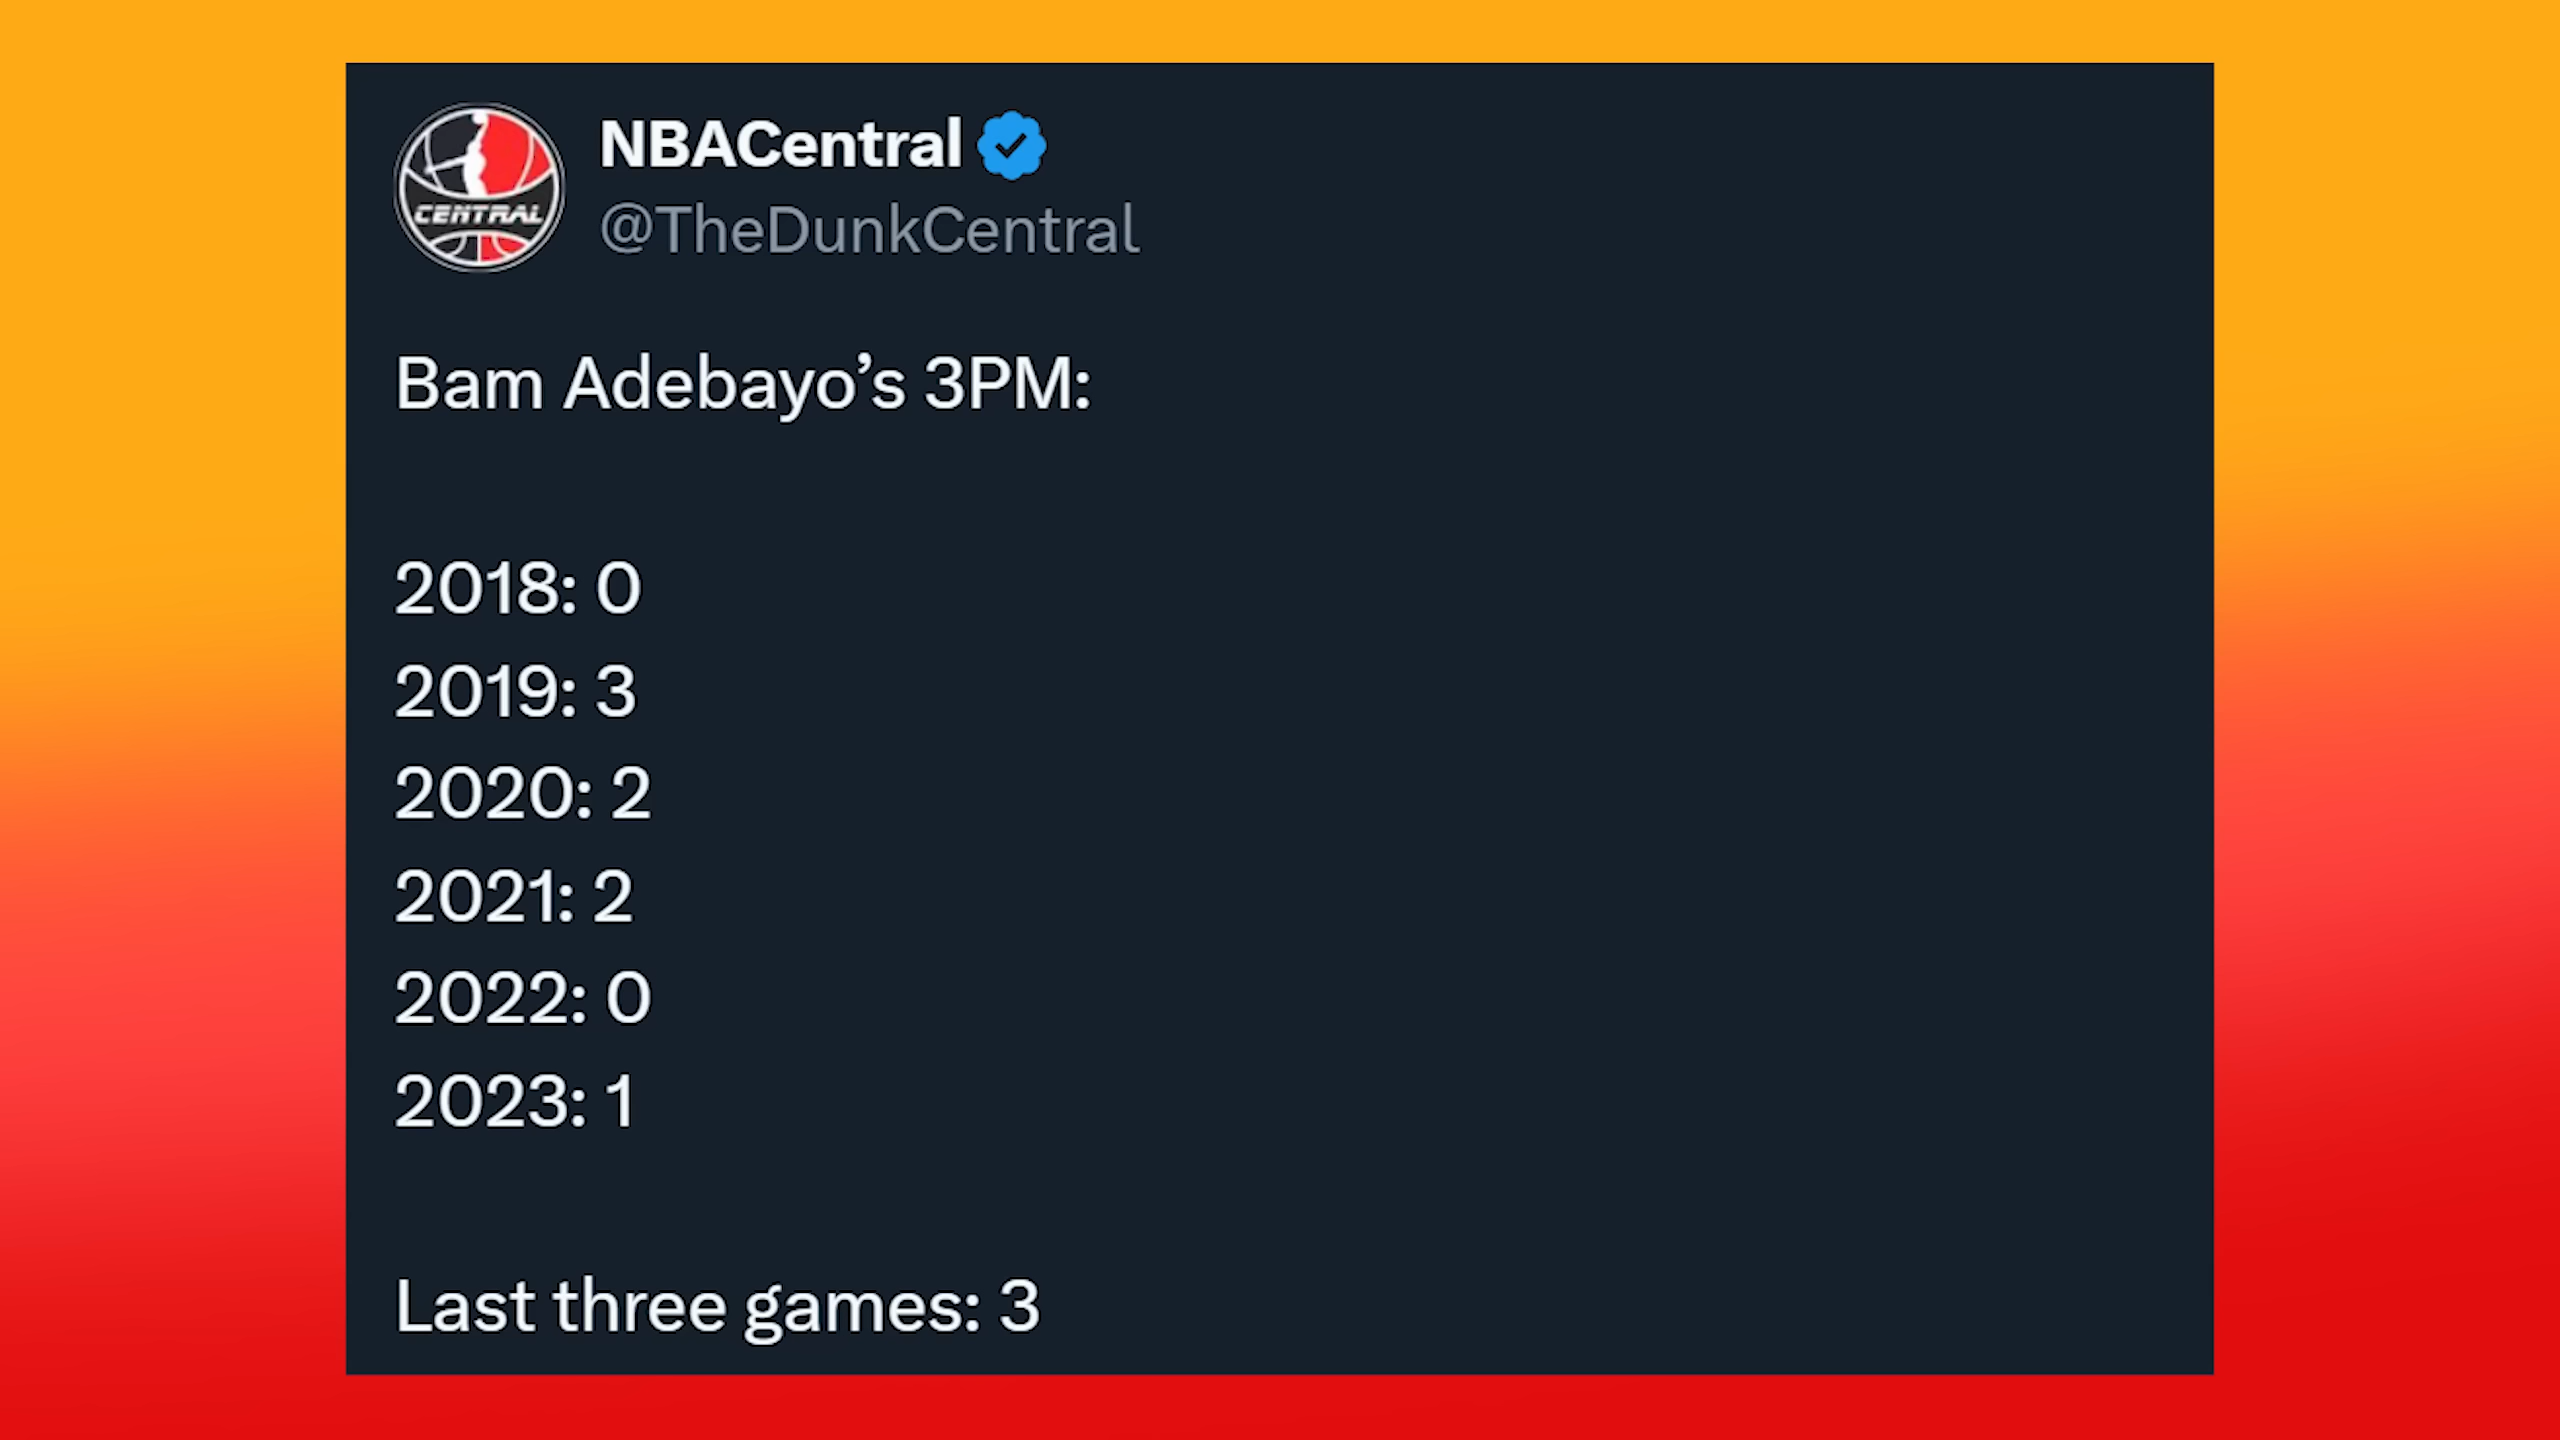 CENTRAL
NBACentral
@TheDunkCentral
Bam Adebayo’s 3PM:
2018: 0
2019: 3
2020: 2
2021: 2
2022: 0
2023: 1
Last three games: 3